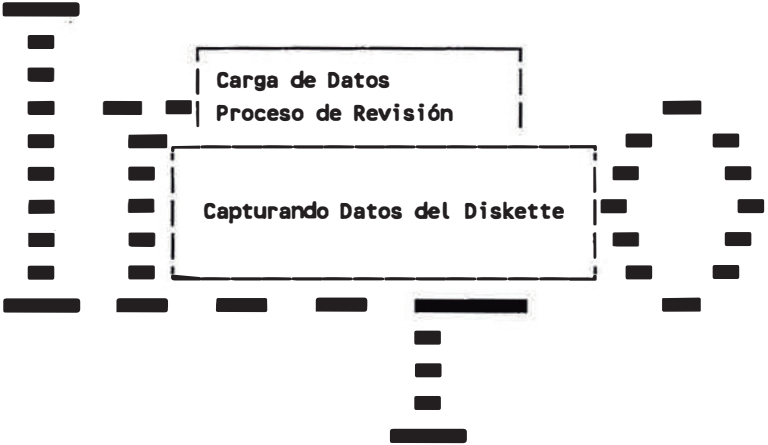 Carga de Datos
Proceso de Revisión
Capturando Datos del Diskette